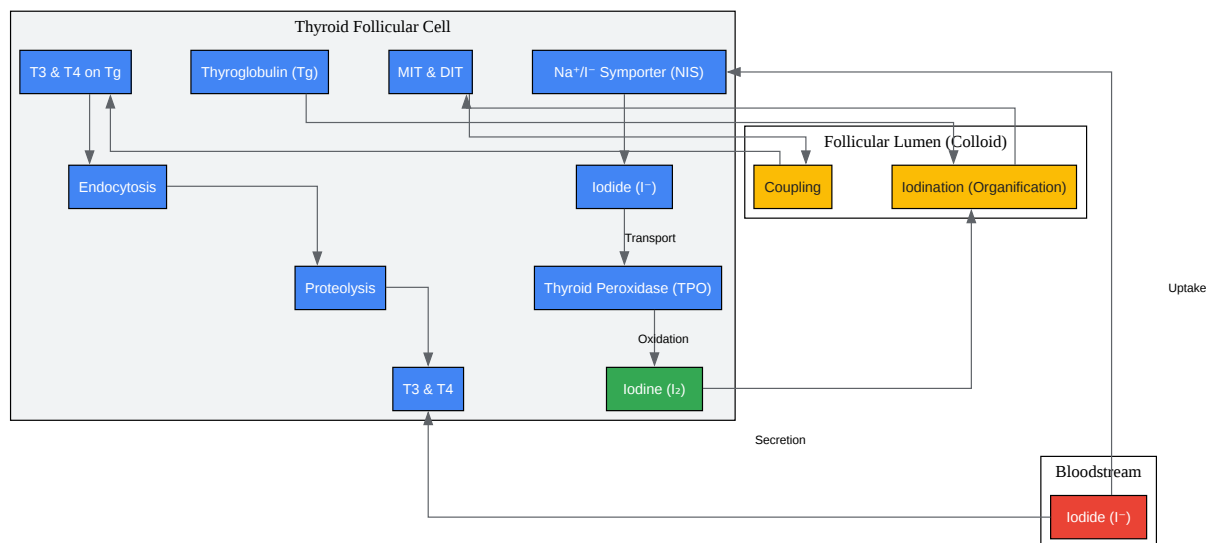 Thyroid Follicular Cell
T3 & T4 on Tg
Thyroglobulin (Tg)
MIT & DIT
Na⁺/I⁻ Symporter (NIS)
Follicular Lumen (Colloid)
Endocytosis
Iodide (I⁻)
Coupling
Iodination (Organification)
Transport
Proteolysis
Thyroid Peroxidase (TPO)
Uptake
Oxidation
T3 & T4
Iodine (I₂)
Secretion
Bloodstream
Iodide (I⁻)